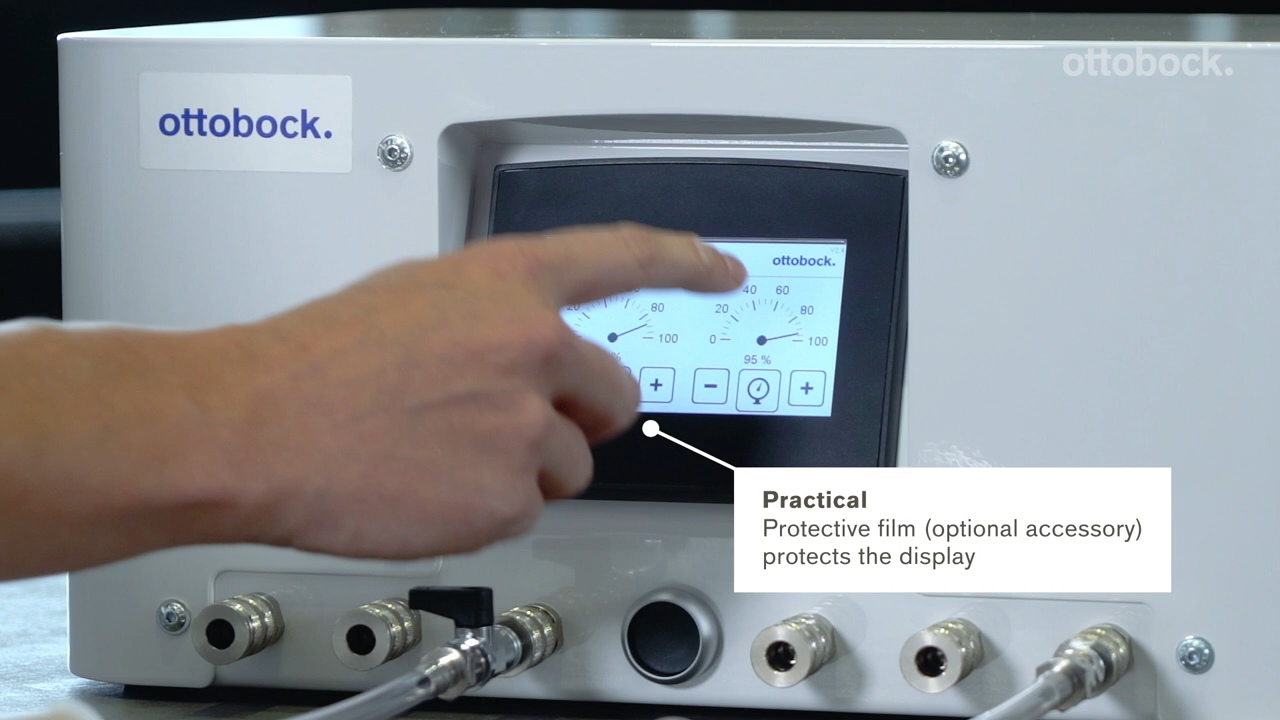 ottobock.
ottobock.
ottobock.
40 60
20 80
0 100
95 %
20 80
100
%
+ − +
Practical
Protective film (optional accessory)
protects the display